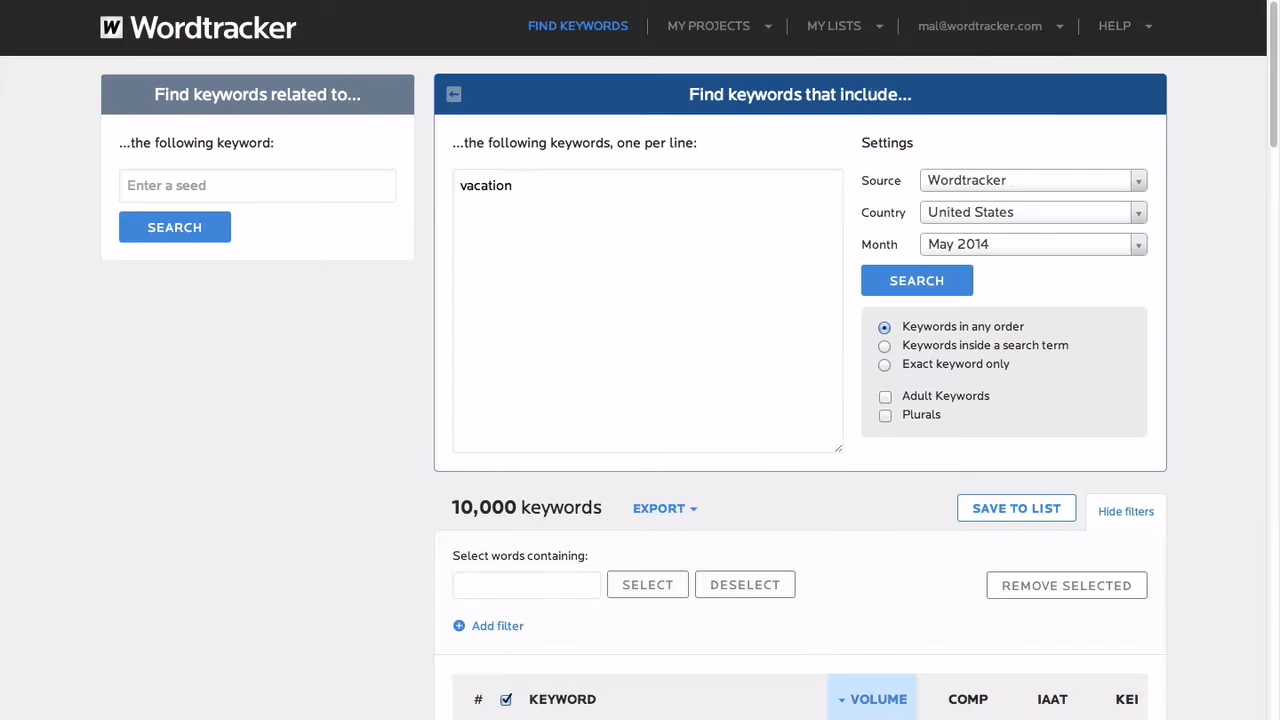 W Wordtracker
FIND KEYWORDS MY PROJECTS MY LISTS mal@wordtracker.com HELP
Find keywords related to...
...the following keyword:
Enter a seed
SEARCH
Find keywords that include...
...the following keywords, one per line:
vacation
Settings
Source Wordtracker
Country United States
Month May 2014
SEARCH
Keywords in any order
Keywords inside a search term
Exact keyword only
Adult Keywords
Plurals
10,000 keywords EXPORT SAVE TO LIST Hide filters
Select words containing:
SELECT DESELECT REMOVE SELECTED
Add filter
# KEYWORD VOLUME COMP IAAT KEI